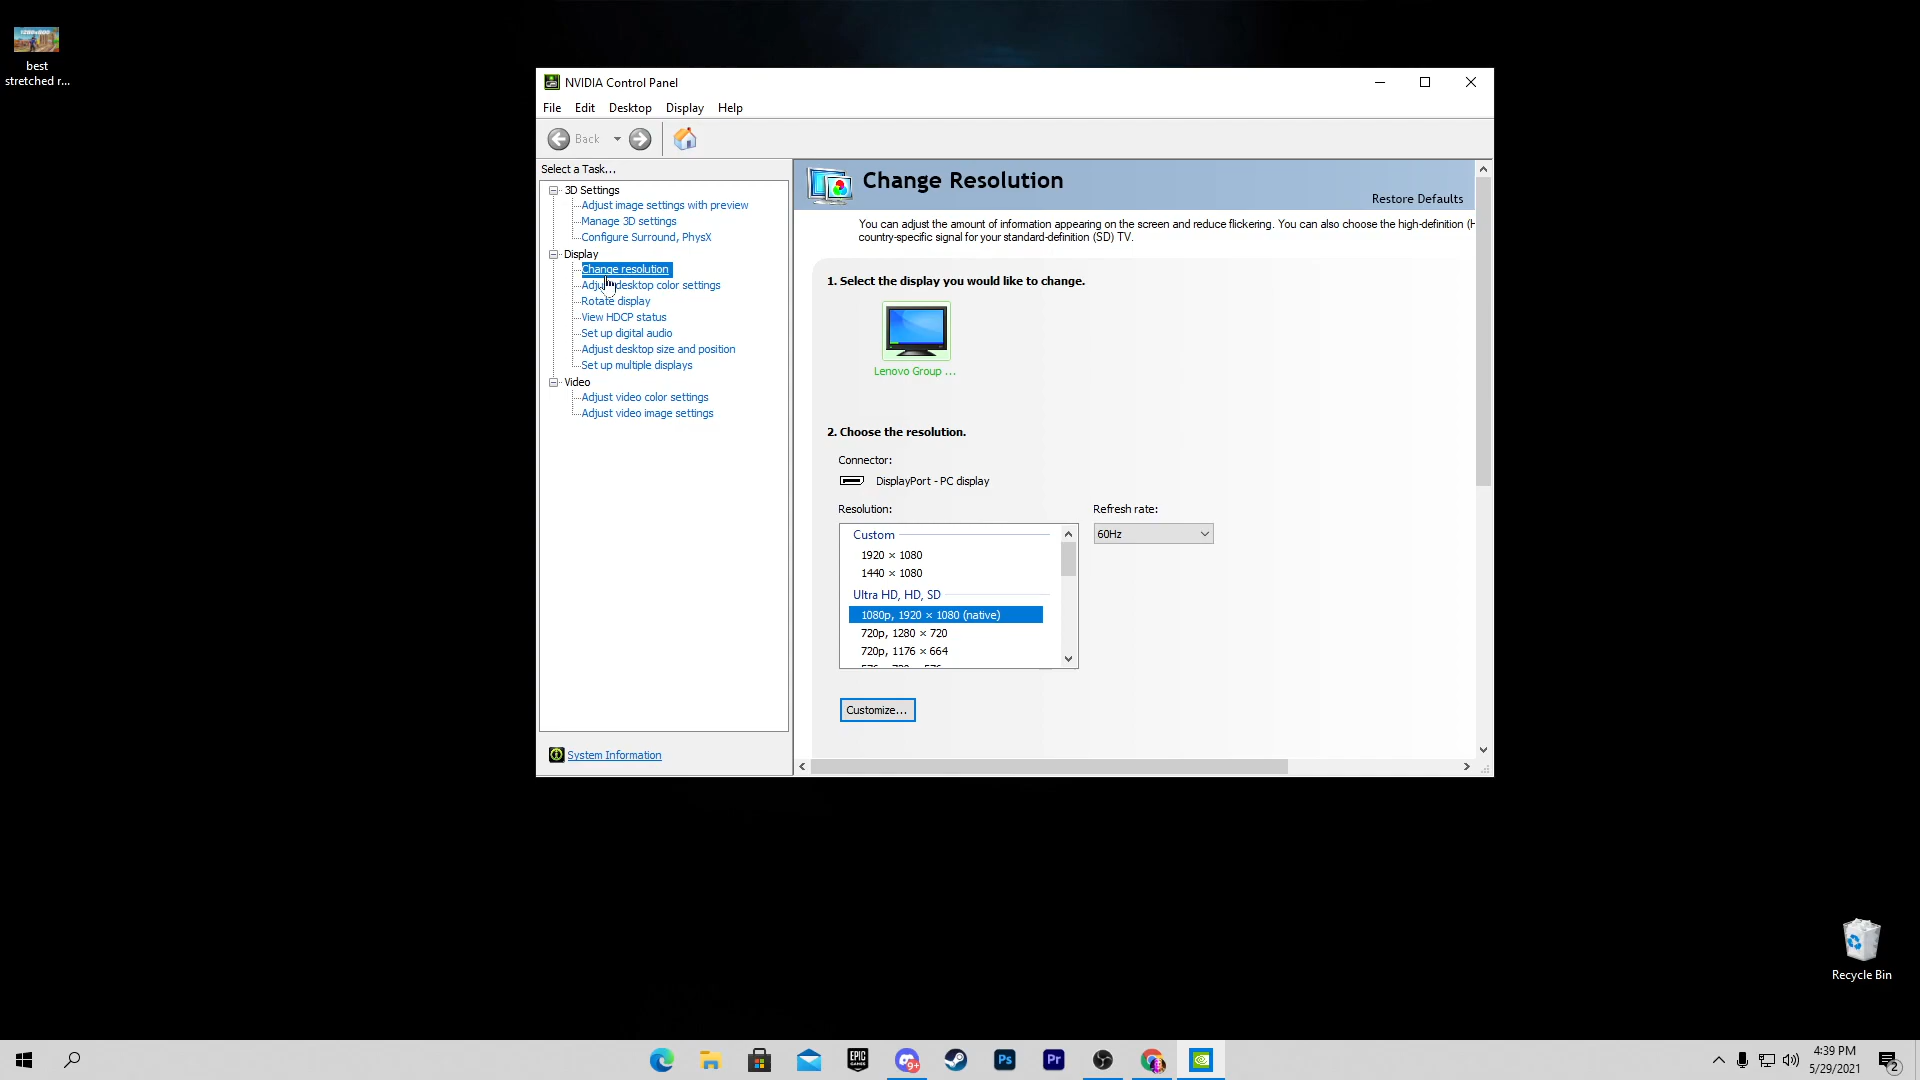 best
stretched r...
NVIDIA Control Panel
File Edit Desktop Display Help
Back
Select a Task...
3D Settings
Adjust image settings with preview
Manage 3D settings
Configure Surround, PhysX
Display
Change resolution
Adjust desktop color settings
Rotate display
View HDCP status
Set up digital audio
Adjust desktop size and position
Set up multiple displays
Video
Adjust video color settings
Adjust video image settings
System Information
Change Resolution
Restore Defaults
You can adjust the amount of information appearing on the screen and reduce flickering. You can also choose the high-definition (H
country-specific signal for your standard-definition (SD) TV.
1. Select the display you would like to change.
Lenovo Group ...
2. Choose the resolution.
Connector:
DisplayPort - PC display
Resolution:
Refresh rate:
Custom
60Hz
1920 × 1080
1440 × 1080
Ultra HD, HD, SD
1080p, 1920 × 1080 (native)
720p, 1280 × 720
720p, 1176 × 664
Customize...
Recycle Bin
EPIC
GAMES
9+
Ps
Pr
4:39 PM
5/29/2021
2